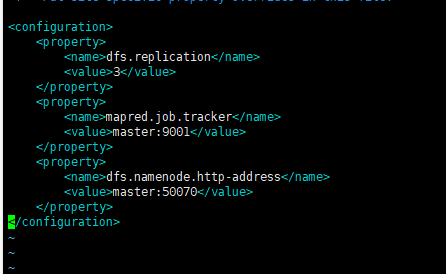 <configuration>
    <property>
        <name>dfs.replication</name>
        <value>3</value>
    </property>
    <property>
        <name>mapred.job.tracker</name>
        <value>master:9001</value>
    </property>
    <property>
        <name>dfs.namenode.http-address</name>
        <value>master:50070</value>
    </property>
</configuration>
~
~
~